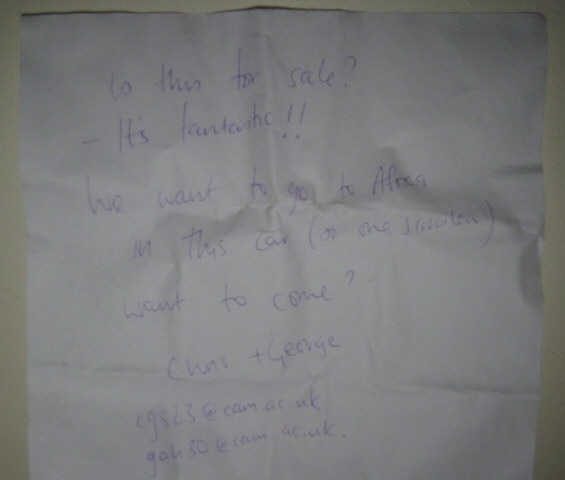 Is this for sale?
- It's fantastic!!
We want to go to Africa
in this car (or one similar)
want to come?
Chris + George
cgs23@cam.ac.uk
gah30@cam.ac.uk.